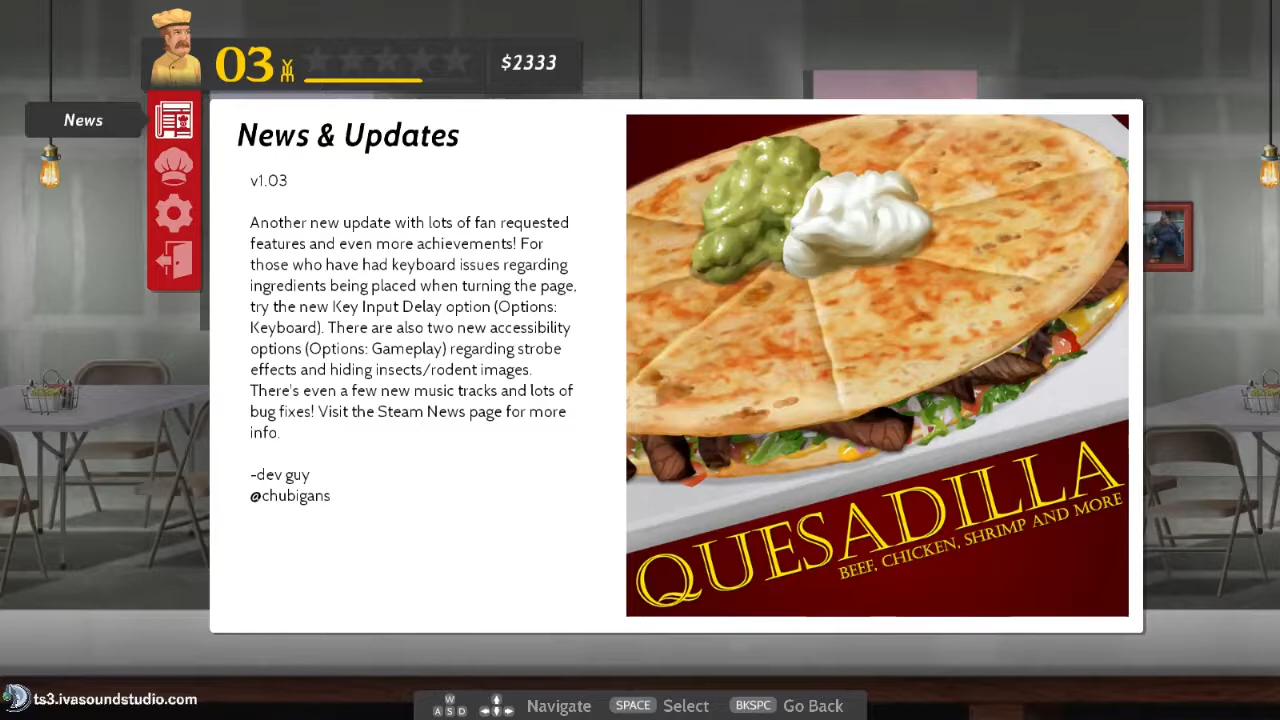 03
$2333
News
News & Updates
v1.03
Another new update with lots of fan requested
features and even more achievements! For
those who have had keyboard issues regarding
ingredients being placed when turning the page,
try the new Key Input Delay option (Options:
Keyboard). There are also two new accessibility
options (Options: Gameplay) regarding strobe
effects and hiding insects/rodent images.
There's even a few new music tracks and lots of
bug fixes! Visit the Steam News page for more
info.
-dev guy
@chubigans
QUESADILLA
BEEF, CHICKEN, SHRIMP AND MORE
ts3.ivasoundstudio.com
W
A S D
Navigate
SPACE
Select
BKSPC
Go Back